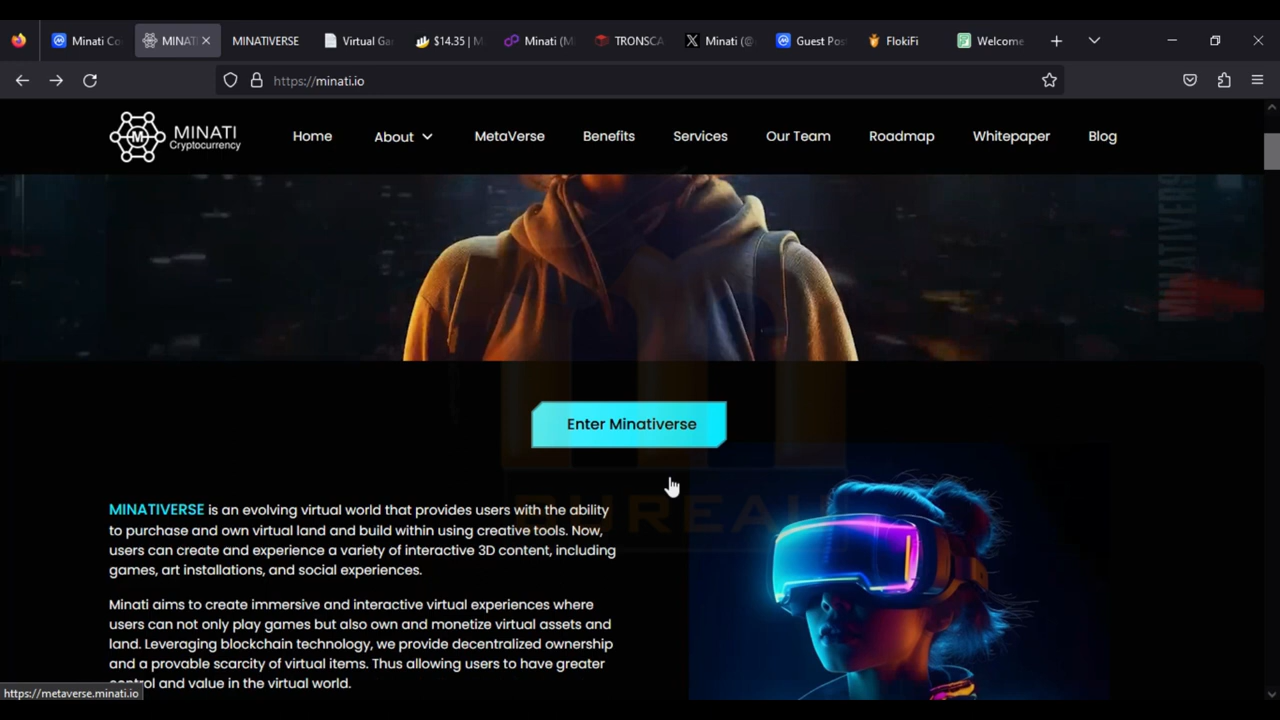 Minati Co
MINATI
MINATIVERSE
Virtual Ga
$14.35 | M
Minati (M
TRONSCA
Minati (@
Guest Pos
FlokiFi
Welcome
https://minati.io
M
MINATI
Cryptocurrency
Home
About
MetaVerse
Benefits
Services
Our Team
Roadmap
Whitepaper
Blog
MINATIVERS
Enter Minativerse
BUREAU
MINATIVERSE is an evolving virtual world that provides users with the ability
to purchase and own virtual land and build within using creative tools. Now,
users can create and experience a variety of interactive 3D content, including
games, art installations, and social experiences.
Minati aims to create immersive and interactive virtual experiences where
users can not only play games but also own and monetize virtual assets and
land. Leveraging blockchain technology, we provide decentralized ownership
and a provable scarcity of virtual items. Thus allowing users to have greater
control and value in the virtual world.
https://metaverse.minati.io